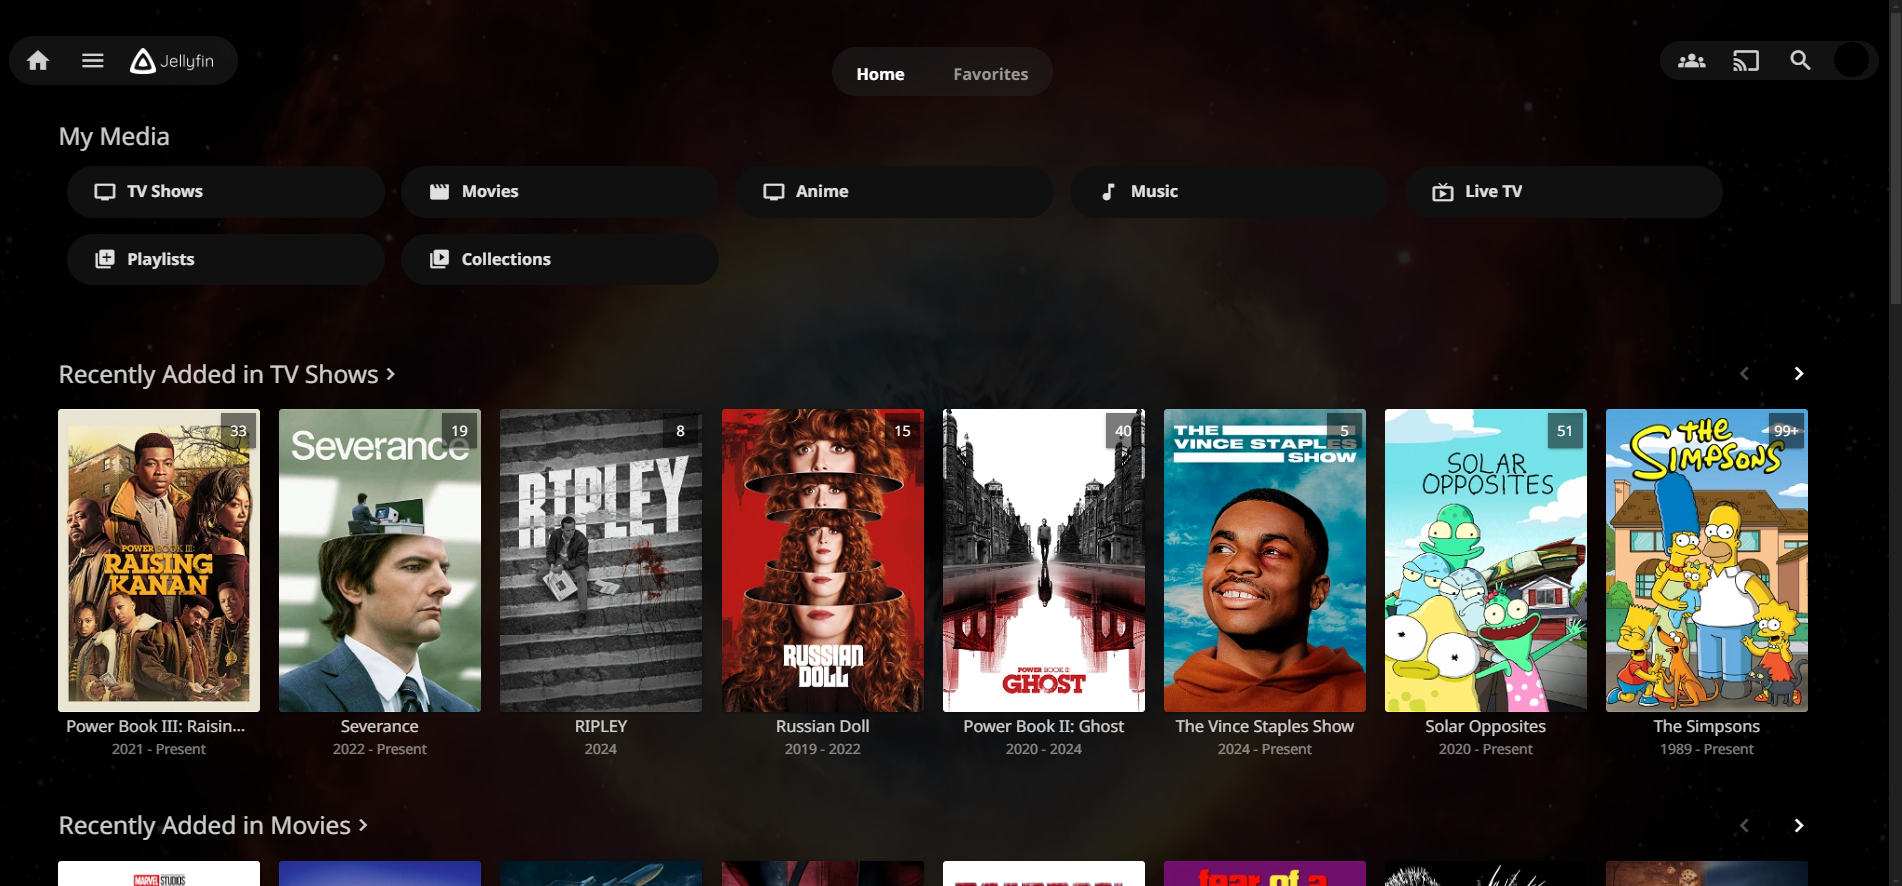 Jellyfin
Home
Favorites
My Media
TV Shows
Movies
Anime
Music
Live TV
Playlists
Collections
Recently Added in TV Shows
33
POWER BOOK III:
RAISING
KANAN
Severance
19
RIPLEY
8
15
RUSSIAN
DOLL
40
POWER BOOK II:
GHOST
THE
VINCE STAPLES
SHOW
5
SOLAR
OPPOSITES
51
THE
SIMPSONS
99+
Power Book III: Raisin...
Severance
RIPLEY
Russian Doll
Power Book II: Ghost
The Vince Staples Show
Solar Opposites
The Simpsons
2021 - Present
2022 - Present
2024
2019 - 2022
2020 - 2024
2024 - Present
2020 - Present
1989 - Present
Recently Added in Movies
MARVEL STUDIOS
fear of a